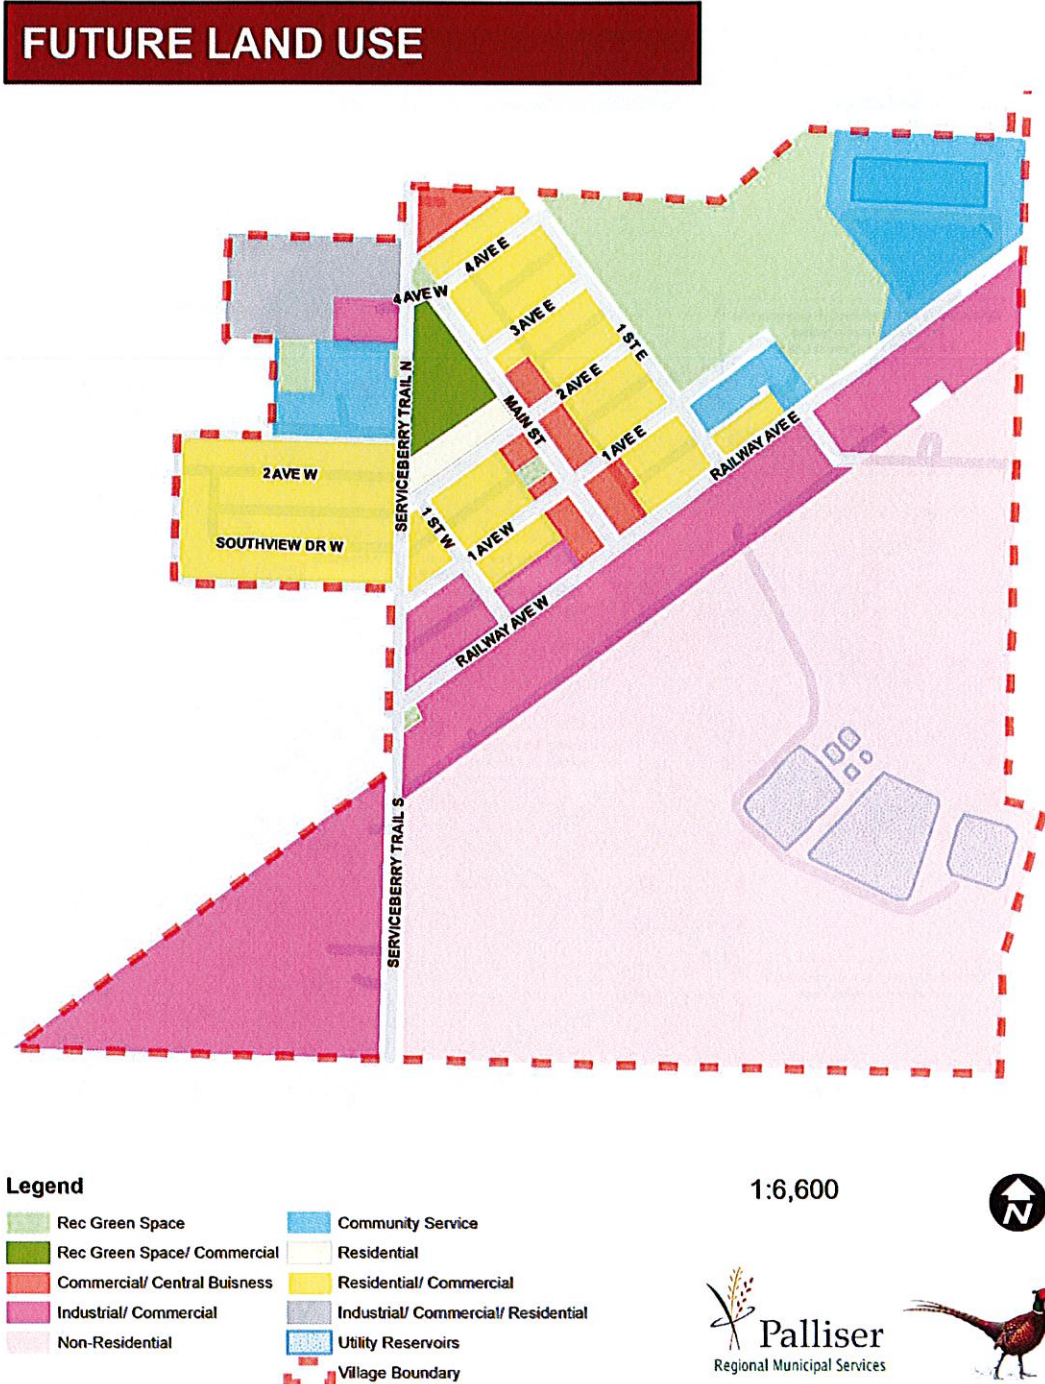 FUTURE LAND USE
4 AVE E
4 AVE W
3 AVE E
1 ST E
2 AVE E
MAIN ST
1 AVE E
RAILWAY AVE E
SERVICEBERRY TRAIL N
2 AVE W
1 ST W
1 AVE W
SOUTHVIEW DR W
RAILWAY AVE W
SERVICEBERRY TRAIL S
Legend
Rec Green Space
Rec Green Space/ Commercial
Commercial/ Central Buisness
Industrial/ Commercial
Non-Residential
Community Service
Residential
Residential/ Commercial
Industrial/ Commercial/ Residential
Utility Reservoirs
Village Boundary
1:6,600
N
Palliser
Regional Municipal Services